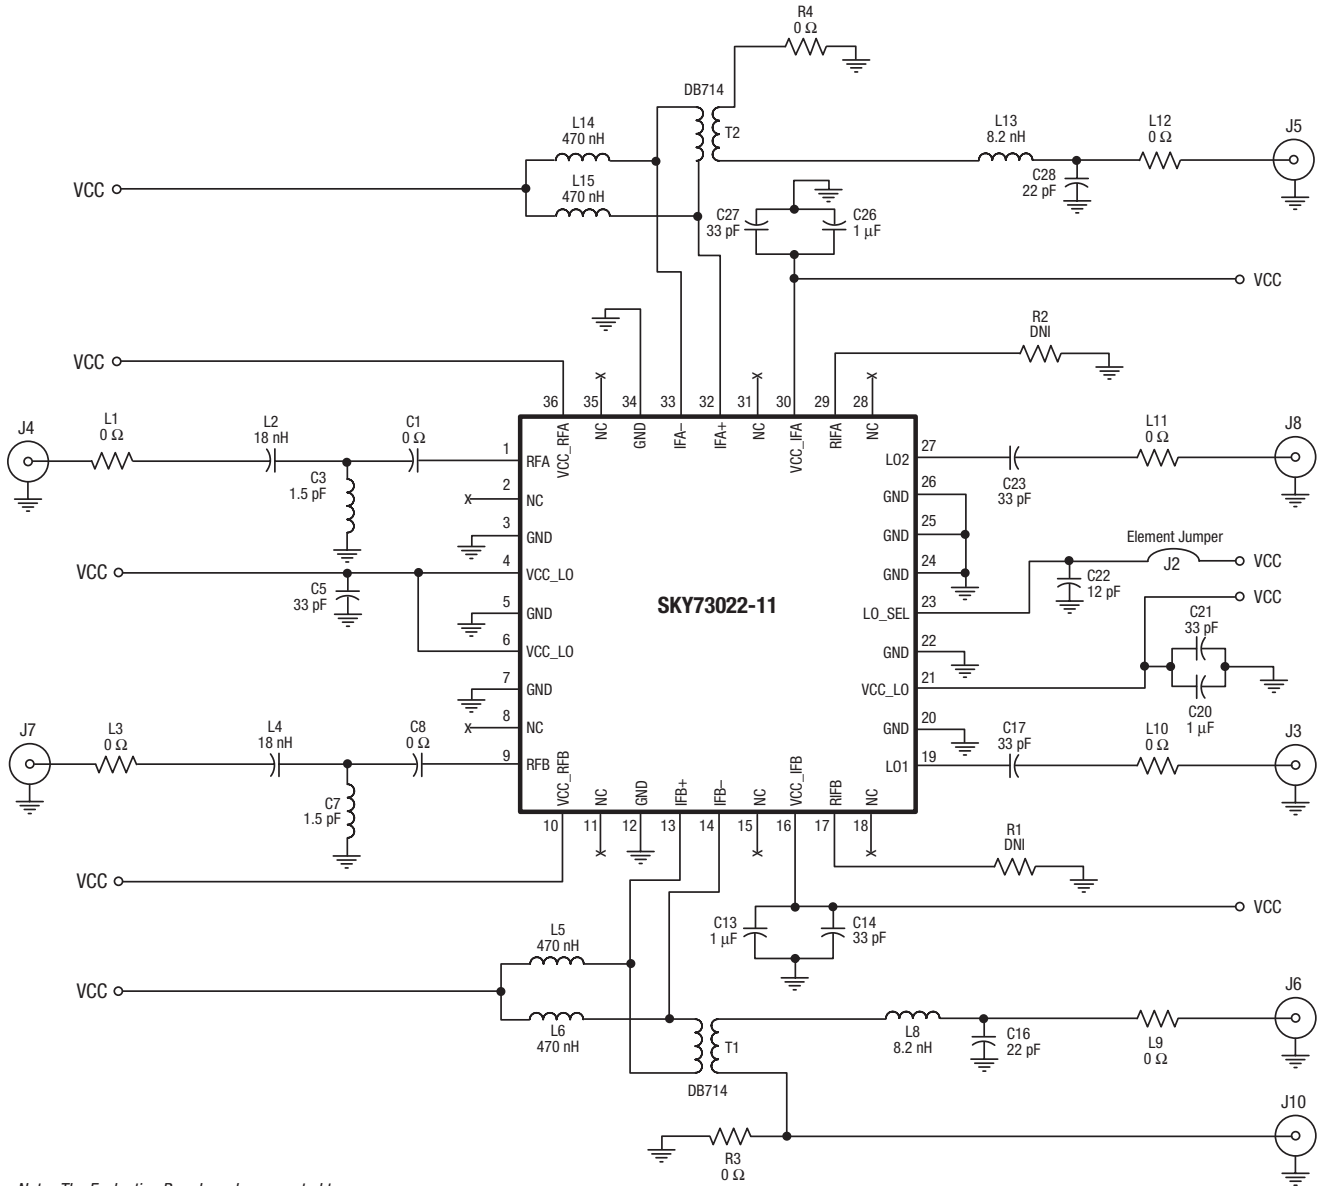 R4
0 Ω
DB714
T2
L14
470 nH
L15
470 nH
VCC
L13
8.2 nH
L12
0 Ω
J5
C28
22 pF
C27
33 pF
C26
1 μF
VCC
R2
DNI
VCC
36 35 34 33 32 31 30 29 28
VCC_RFA
NC
GND
IFA–
IFA+
NC
VCC_IFA
RIFA
NC
J4
L1
0 Ω
L2
18 nH
C3
1.5 pF
C1
0 Ω
1 RFA
2 NC
3 GND
4 VCC_LO
5 GND
6 VCC_LO
7 GND
8 NC
9 RFB
VCC
C5
33 pF
SKY73022-11
LO2 27
GND 26
GND 25
GND 24
LO_SEL 23
GND 22
VCC_LO 21
GND 20
LO1 19
C23
33 pF
L11
0 Ω
J8
Element Jumper
J2
VCC
C22
12 pF
VCC
C21
33 pF
C20
1 μF
C17
33 pF
L10
0 Ω
J3
J7
L3
0 Ω
L4
18 nH
C7
1.5 pF
C8
0 Ω
VCC_RFB
NC
GND
IFB+
IFB–
NC
VCC_IFB
RIFB
NC
10 11 12 13 14 15 16 17 18
R1
DNI
VCC
C13
1 μF
C14
33 pF
VCC
L5
470 nH
VCC
L6
470 nH
T1
DB714
L8
8.2 nH
C16
22 pF
L9
0 Ω
J6
R3
0 Ω
J10